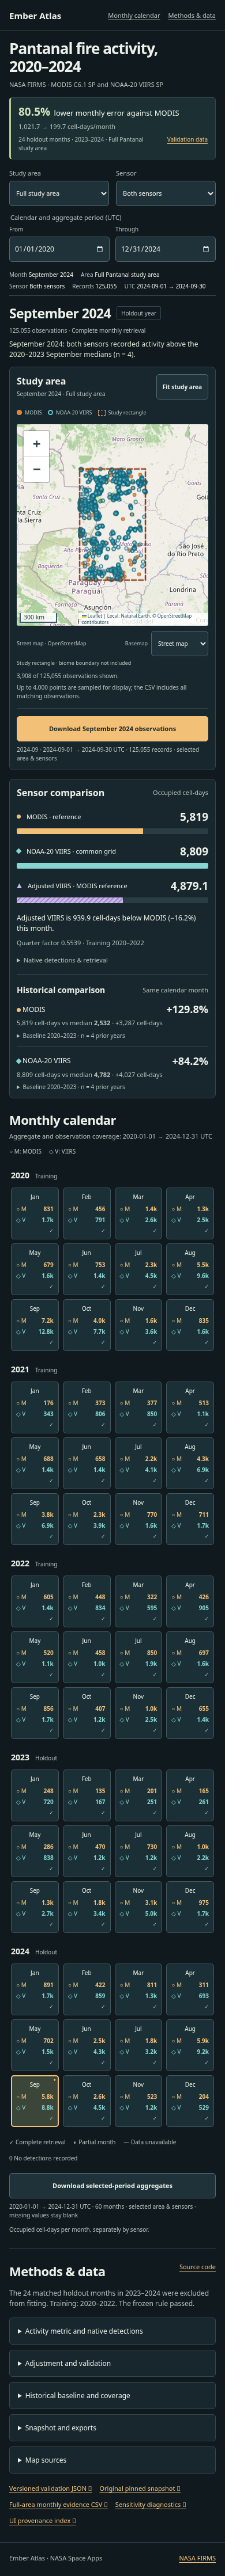 Ember Atlas
Monthly calendar
Methods & data
Pantanal fire activity,
2020–2024
NASA FIRMS · MODIS C6.1 SP and NOAA-20 VIIRS SP
80.5% lower monthly error against MODIS
1,021.7 → 199.7 cell-days/month
24 holdout months · 2023–2024 · Full Pantanal
study area
Validation data
Study area
Sensor
Full study area
Both sensors
Calendar and aggregate period (UTC)
From
Through
01/01/2020
12/31/2024
Month September 2024 Area Full Pantanal study area
Sensor Both sensors Records 125,055 UTC 2024-09-01 → 2024-09-30
September 2024
Holdout year
125,055 observations · Complete monthly retrieval
September 2024: both sensors recorded activity above the
2020–2023 September medians (n = 4).
Study area
September 2024 · Full study area
Fit study area
MODIS
NOAA-20 VIIRS
Study rectangle
+
−
Mato Grosso
Santa Cruz
Santa Cruz
de la Sierra
São José
do Rio Preto
Londrina
Paraguay /
Paraguái
Asunción
300 km
Leaflet | Local: Natural Earth, © OpenStreetMap
contributors
Street map · OpenStreetMap
Basemap
Street map
Study rectangle · biome boundary not included
3,908 of 125,055 observations shown.
Up to 4,000 points are sampled for display; the CSV includes all
matching observations.
Download September 2024 observations
2024-09 · 2024-09-01 → 2024-09-30 UTC · 125,055 records · selected
area & sensors
Sensor comparison
Occupied cell-days
MODIS · reference
5,819
NOAA-20 VIIRS · common grid
8,809
Adjusted VIIRS · MODIS reference
4,879.1
Adjusted VIIRS is 939.9 cell-days below MODIS (−16.2%)
this month.
Quarter factor 0.5539 · Training 2020–2022
▸ Native detections & retrieval
Historical comparison
Same calendar month
MODIS
+129.8%
5,819 cell-days vs median 2,532 · +3,287 cell-days
▸ Baseline 2020–2023 · n = 4 prior years
NOAA-20 VIIRS
+84.2%
8,809 cell-days vs median 4,782 · +4,027 cell-days
▸ Baseline 2020–2023 · n = 4 prior years
Monthly calendar
Aggregate and observation coverage: 2020-01-01 → 2024-12-31 UTC
○ M: MODIS ◇ V: VIIRS
2020 Training
Jan Feb Mar Apr
○ M 831 ○ M 456 ○ M 1.4k ○ M 1.3k
◇ V 1.7k ◇ V 791 ◇ V 2.6k ◇ V 2.5k
✓ ✓ ✓ ✓
May Jun Jul Aug
○ M 679 ○ M 753 ○ M 2.3k ○ M 5.5k
◇ V 1.6k ◇ V 1.4k ◇ V 4.5k ◇ V 9.6k
✓ ✓ ✓ ✓
Sep Oct Nov Dec
○ M 7.2k ○ M 4.0k ○ M 1.6k ○ M 835
◇ V 12.8k ◇ V 7.7k ◇ V 3.6k ◇ V 1.6k
✓ ✓ ✓ ✓
2021 Training
Jan Feb Mar Apr
○ M 176 ○ M 373 ○ M 377 ○ M 513
◇ V 343 ◇ V 806 ◇ V 850 ◇ V 1.1k
✓ ✓ ✓ ✓
May Jun Jul Aug
○ M 688 ○ M 658 ○ M 2.2k ○ M 4.3k
◇ V 1.4k ◇ V 1.4k ◇ V 4.1k ◇ V 6.9k
✓ ✓ ✓ ✓
Sep Oct Nov Dec
○ M 3.8k ○ M 2.3k ○ M 770 ○ M 711
◇ V 6.9k ◇ V 3.9k ◇ V 1.6k ◇ V 1.7k
✓ ✓ ✓ ✓
2022 Training
Jan Feb Mar Apr
○ M 605 ○ M 448 ○ M 322 ○ M 426
◇ V 1.4k ◇ V 834 ◇ V 595 ◇ V 905
✓ ✓ ✓ ✓
May Jun Jul Aug
○ M 520 ○ M 458 ○ M 850 ○ M 697
◇ V 1.1k ◇ V 1.0k ◇ V 1.9k ◇ V 1.6k
✓ ✓ ✓ ✓
Sep Oct Nov Dec
○ M 856 ○ M 407 ○ M 1.0k ○ M 655
◇ V 1.7k ◇ V 1.2k ◇ V 2.5k ◇ V 1.4k
✓ ✓ ✓ ✓
2023 Holdout
Jan Feb Mar Apr
○ M 248 ○ M 135 ○ M 201 ○ M 165
◇ V 720 ◇ V 167 ◇ V 251 ◇ V 261
✓ ✓ ✓ ✓
May Jun Jul Aug
○ M 286 ○ M 470 ○ M 730 ○ M 1.0k
◇ V 838 ◇ V 1.2k ◇ V 1.2k ◇ V 2.2k
✓ ✓ ✓ ✓
Sep Oct Nov Dec
○ M 1.3k ○ M 1.8k ○ M 3.1k ○ M 975
◇ V 2.7k ◇ V 3.4k ◇ V 5.0k ◇ V 1.7k
✓ ✓ ✓ ✓
2024 Holdout
Jan Feb Mar Apr
○ M 891 ○ M 422 ○ M 811 ○ M 311
◇ V 1.7k ◇ V 859 ◇ V 1.3k ◇ V 693
✓ ✓ ✓ ✓
May Jun Jul Aug
○ M 702 ○ M 2.5k ○ M 1.8k ○ M 5.9k
◇ V 1.5k ◇ V 4.3k ◇ V 3.2k ◇ V 9.2k
✓ ✓ ✓ ✓
Sep Oct Nov Dec
○ M 5.8k ○ M 2.6k ○ M 523 ○ M 204
◇ V 8.8k ◇ V 4.5k ◇ V 1.2k ◇ V 529
✓ ✓ ✓ ✓
✓ Complete retrieval • Partial month — Data unavailable
0 No detections recorded
Download selected-period aggregates
2020-01-01 → 2024-12-31 UTC · 60 months · selected area & sensors ·
missing values stay blank
Occupied cell-days per month, separately by sensor.
Methods & data
Source code
The 24 matched holdout months in 2023–2024 were excluded
from fitting. Training: 2020–2022. The frozen rule passed.
▸ Activity metric and native detections
▸ Adjustment and validation
▸ Historical baseline and coverage
▸ Snapshot and exports
▸ Map sources
Versioned validation JSON
Original pinned snapshot
Full-area monthly evidence CSV
Sensitivity diagnostics
UI provenance index
Ember Atlas · NASA Space Apps
NASA FIRMS